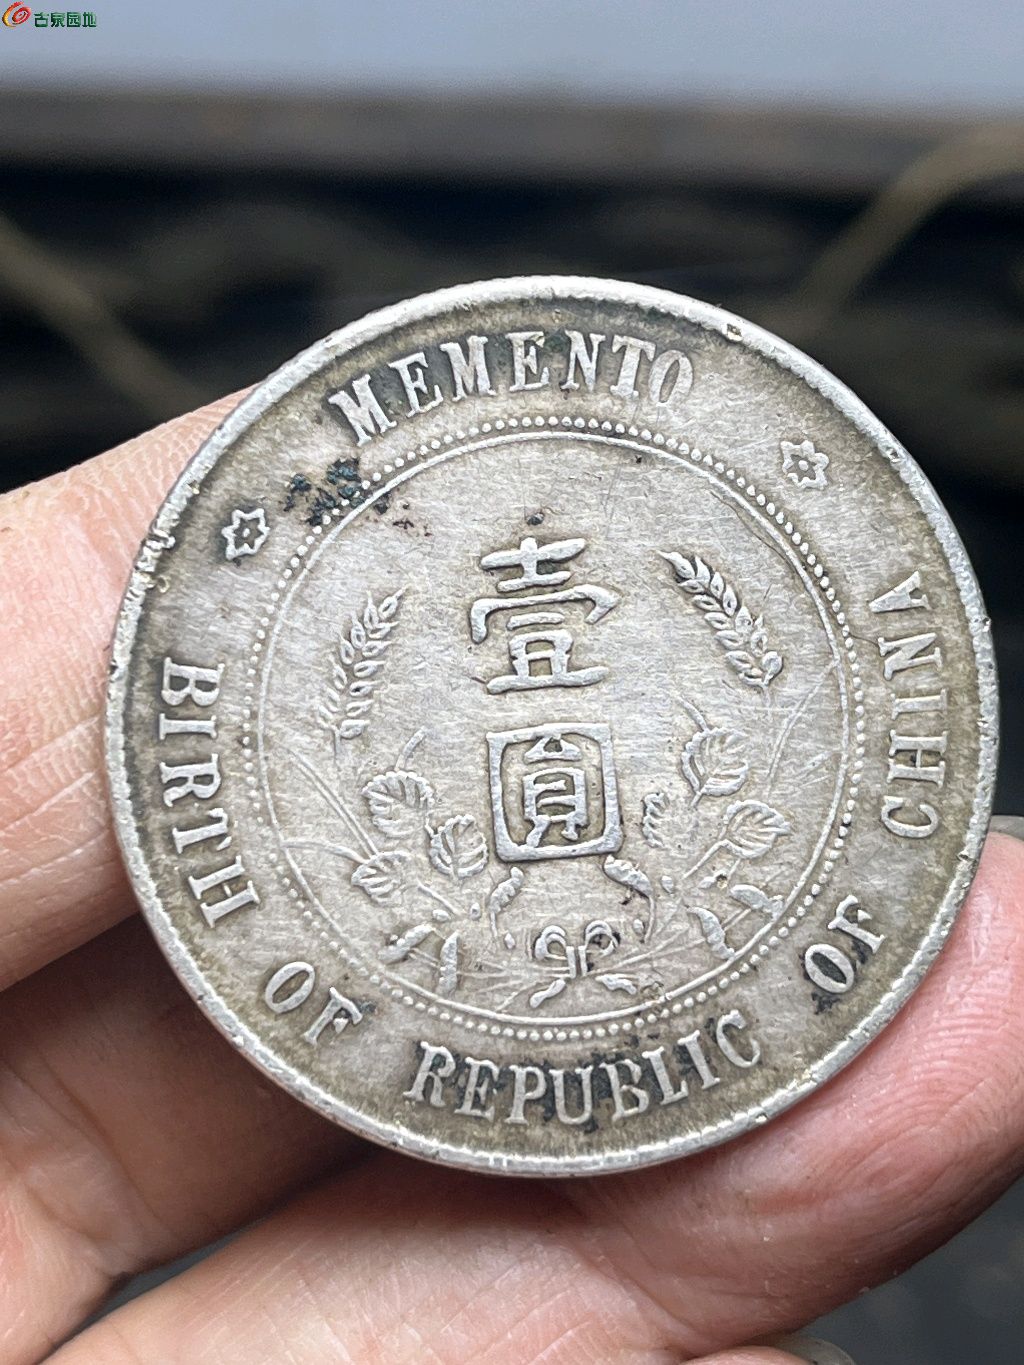 古泉园地
MEMENTO
壹
圓
BIRTH OF REPUBLIC OF CHINA